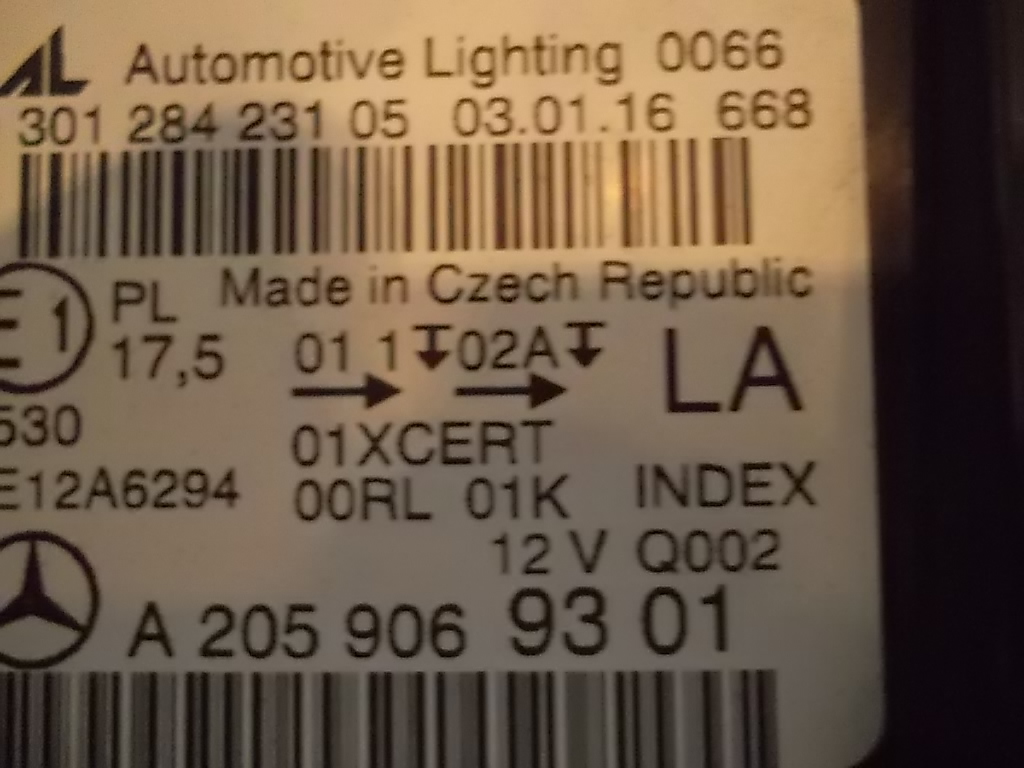 AL Automotive Lighting 0066
301 284 231 05 03.01.16 668
E1 PL Made in Czech Republic
17,5 01 1 02A LA
530 01XCERT
E12A6294 00RL 01K INDEX
12 V Q002
A 205 906 93 01